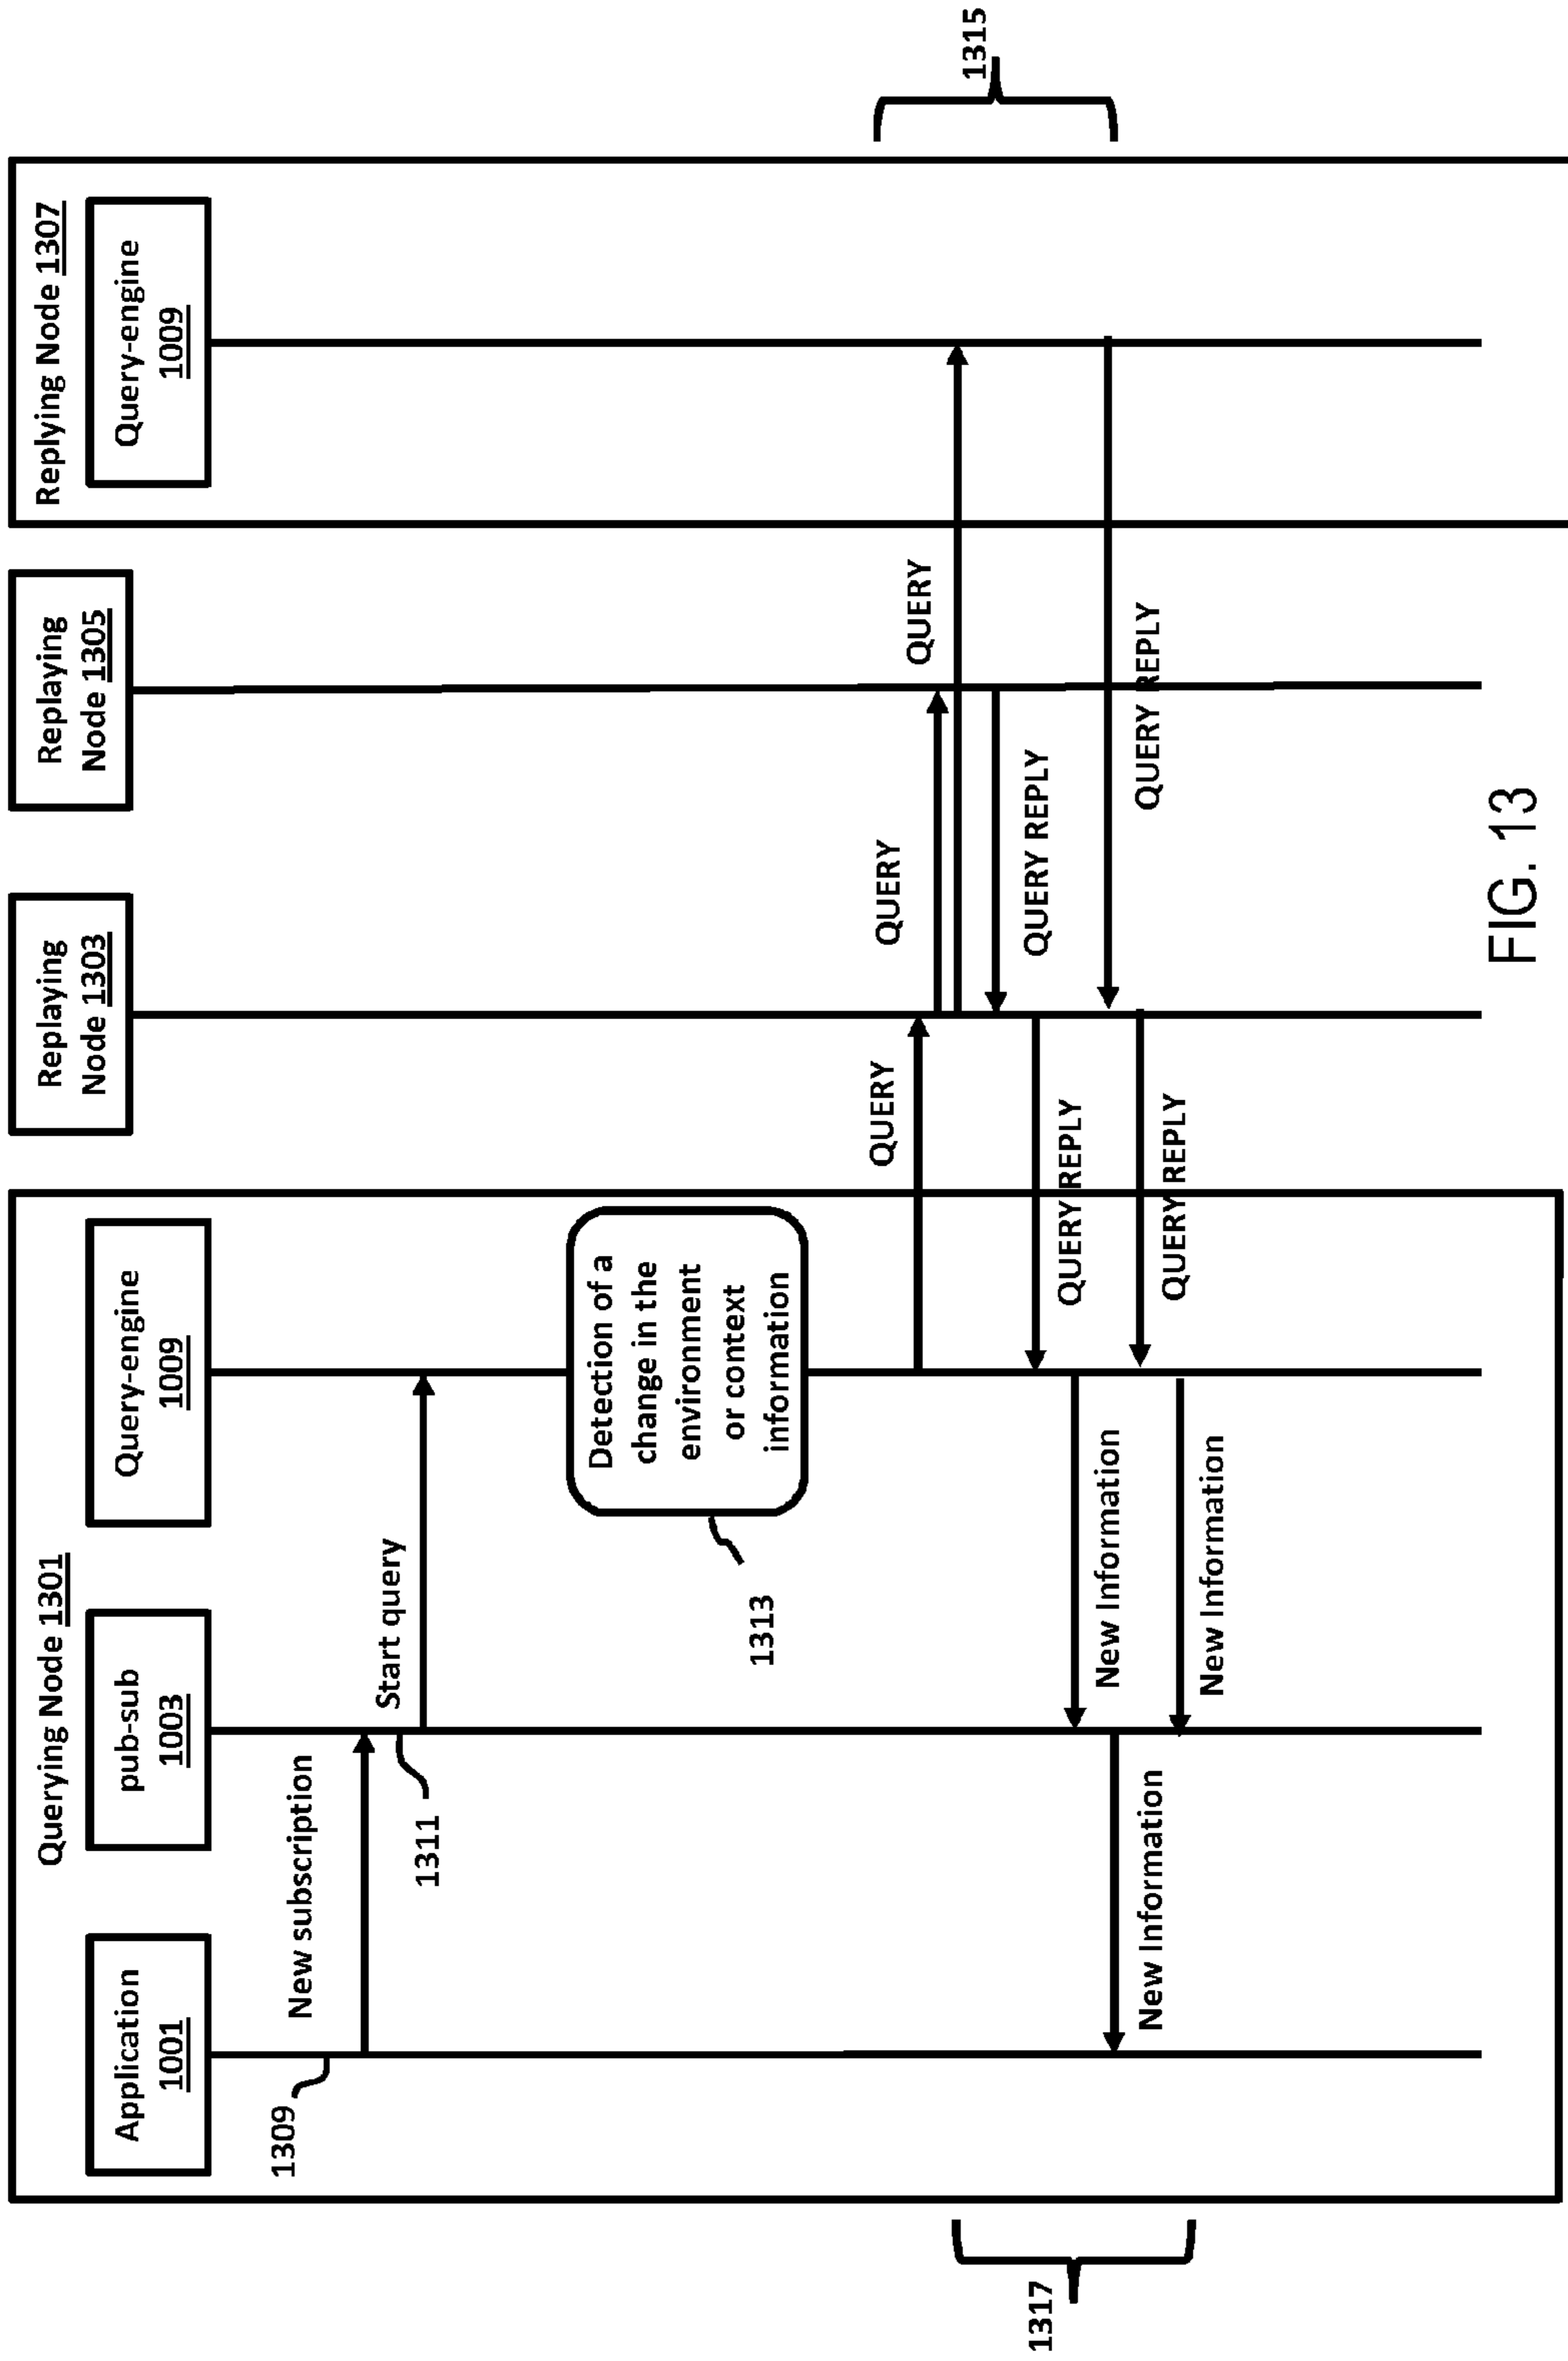 Querying Node 1301
Application
1001
pub-sub
1003
Query-engine
1009
Replaying
Node 1303
Replaying
Node 1305
Replying Node 1307
Query-engine
1009
1309
New subscription
1311
Start query
Detection of a
change in the
environment
or context
information
1313
QUERY
QUERY
QUERY
QUERY REPLY
QUERY REPLY
QUERY REPLY
QUERY REPLY
New Information
New Information
New Information
1315
1317
FIG. 13